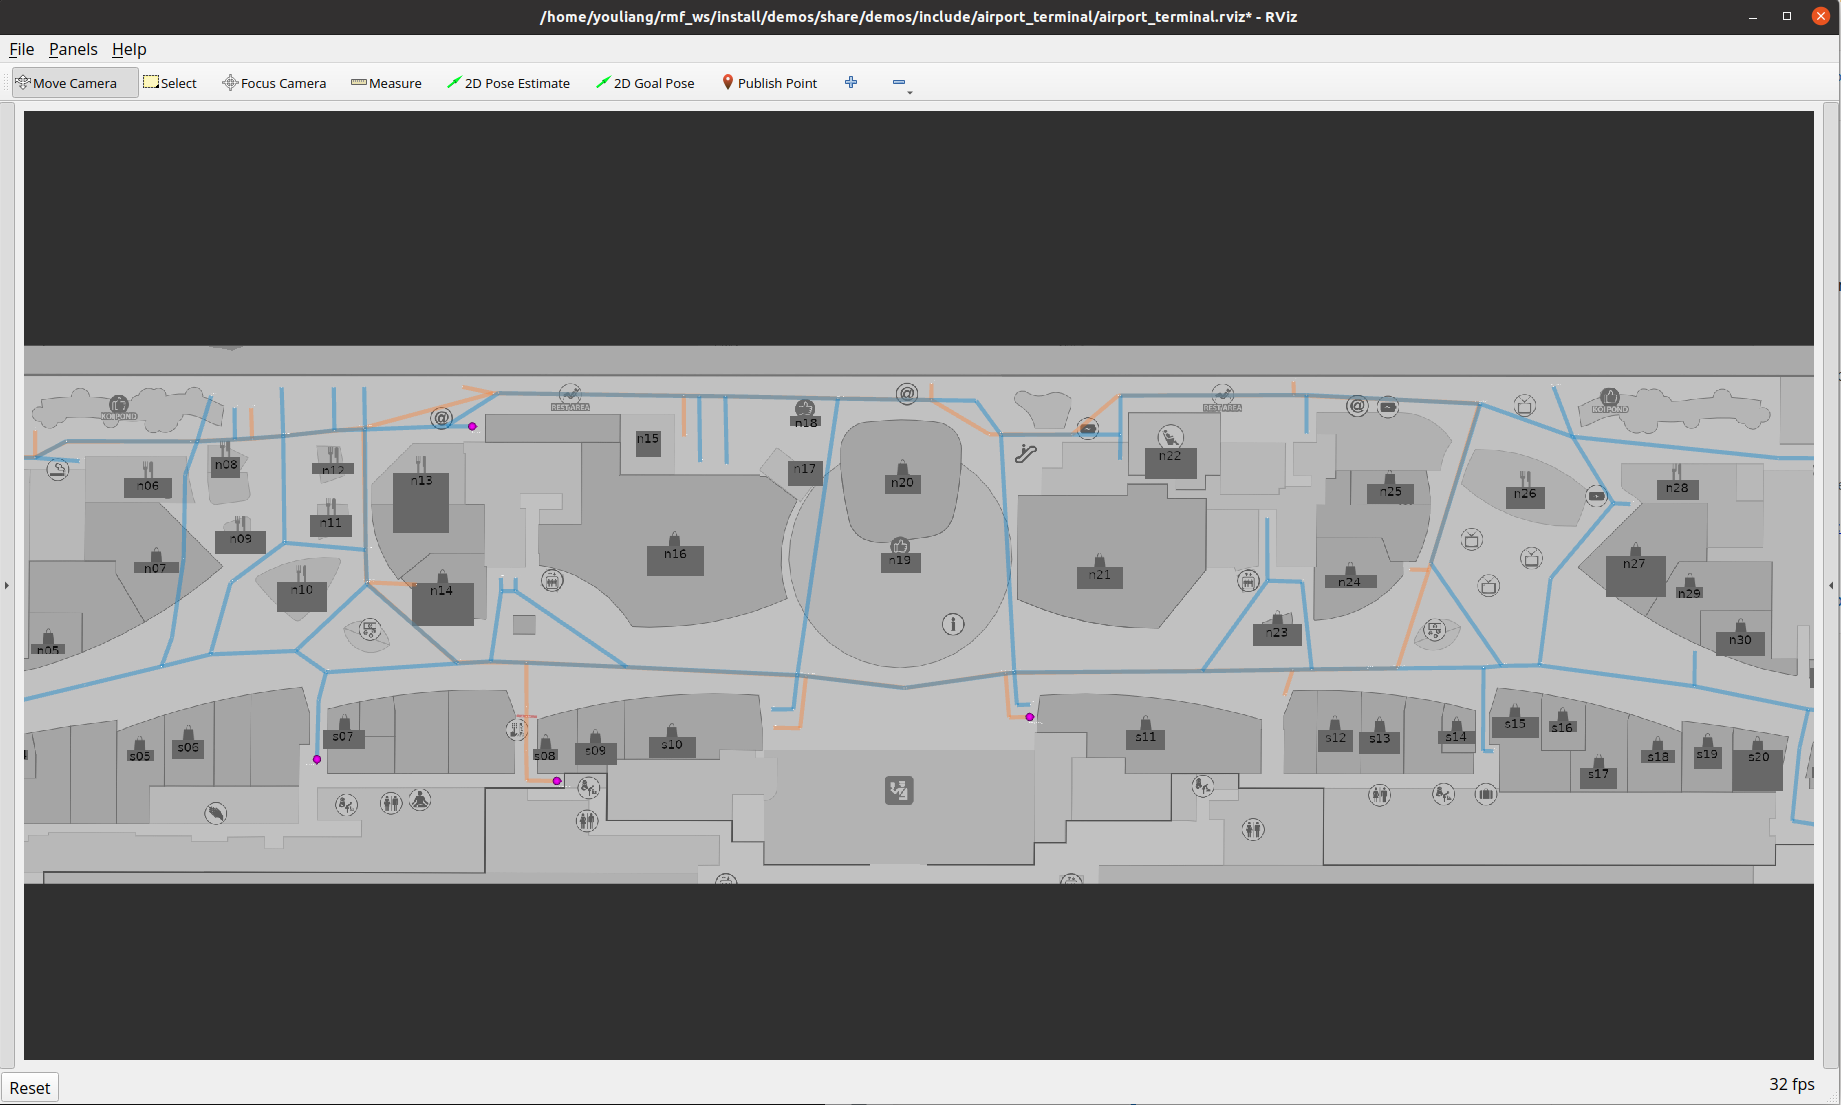 /home/youliang/rmf_ws/install/demos/share/demos/include/airport_terminal/airport_terminal.rviz* - RViz
File Panels Help
Move Camera Select Focus Camera Measure 2D Pose Estimate 2D Goal Pose Publish Point
KOI POND
@
REST AREA
n18
@
REST AREA
@
KOI POND
n15
n08
n12
n17
n22
n06
n13
n20
n25
n26
n28
n11
n09
n16
n19
n07
n21
n27
n10
n14
n24
n29
i
n05
n23
n30
s05
s06
s07
s08
s09
s10
s11
s12
s13
s14
s15
s16
s17
s18
s19
s20
Reset
32 fps